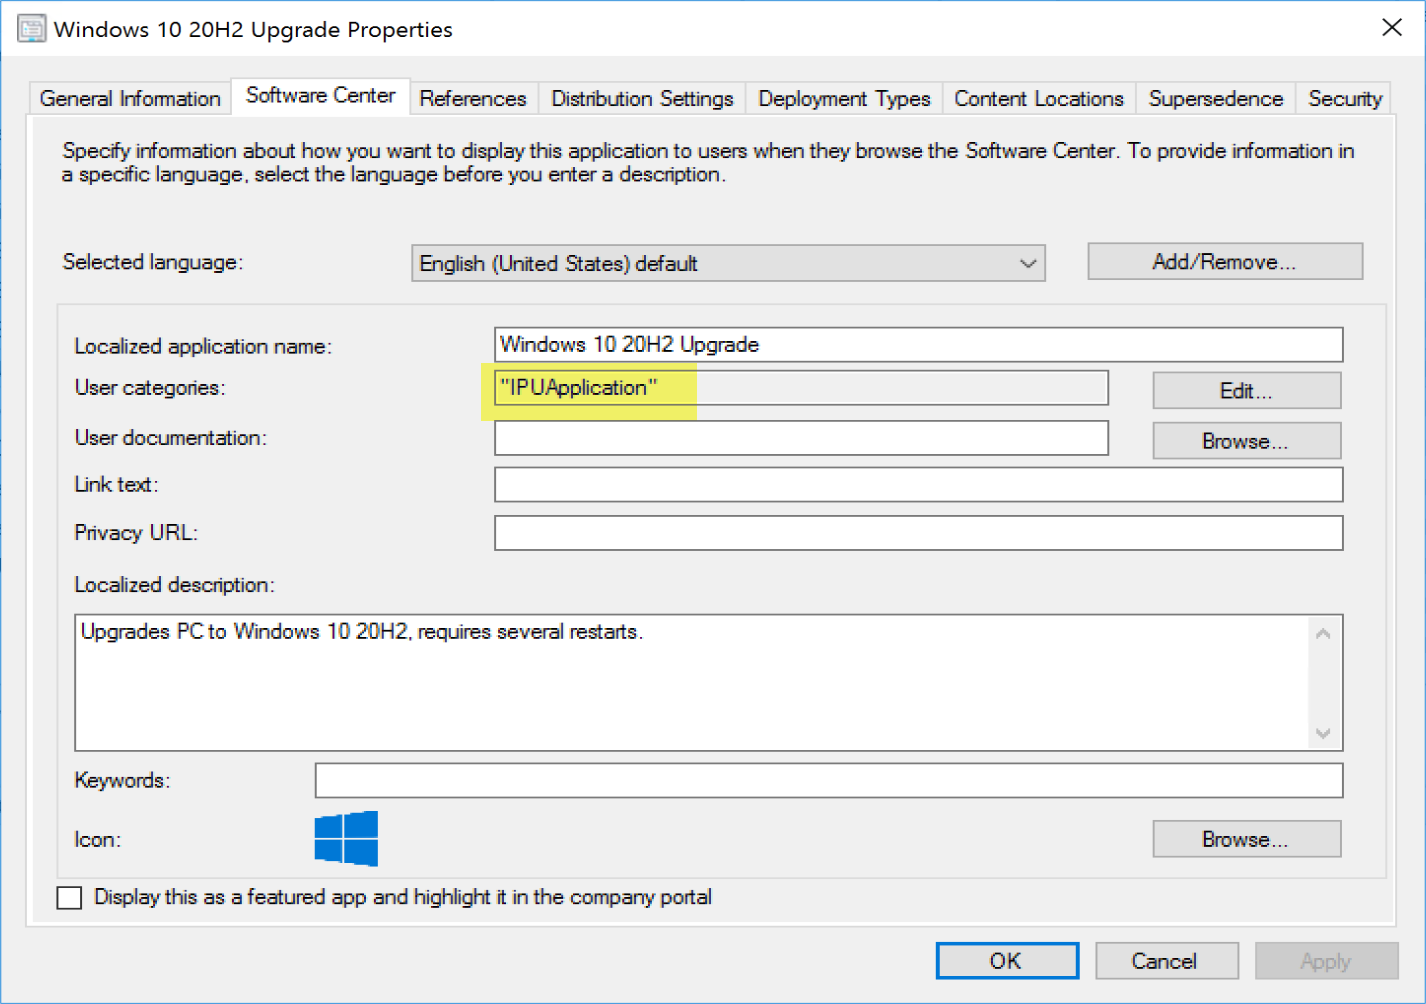 Windows 10 20H2 Upgrade Properties
General Information Software Center References Distribution Settings Deployment Types Content Locations Supersedence Security
Specify information about how you want to display this application to users when they browse the Software Center. To provide information in
a specific language, select the language before you enter a description.
Selected language: English (United States) default Add/Remove...
Localized application name: Windows 10 20H2 Upgrade
User categories: "IPUApplication" Edit...
User documentation: Browse...
Link text:
Privacy URL:
Localized description:
Upgrades PC to Windows 10 20H2, requires several restarts.
Keywords:
Icon: Browse...
Display this as a featured app and highlight it in the company portal
OK Cancel Apply